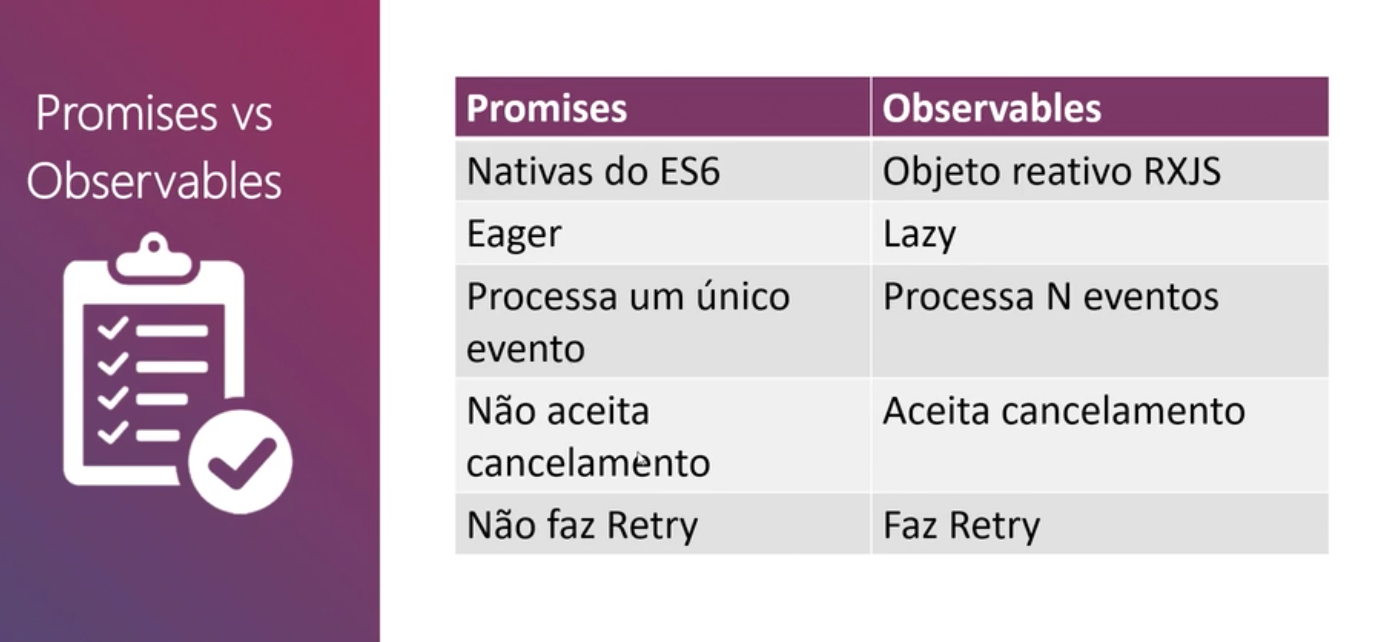 Promises vs
Observables
Promises
Observables
Nativas do ES6
Objeto reativo RXJS
Eager
Lazy
Processa um único
evento
Processa N eventos
Não aceita
cancelamento
Aceita cancelamento
Não faz Retry
Faz Retry